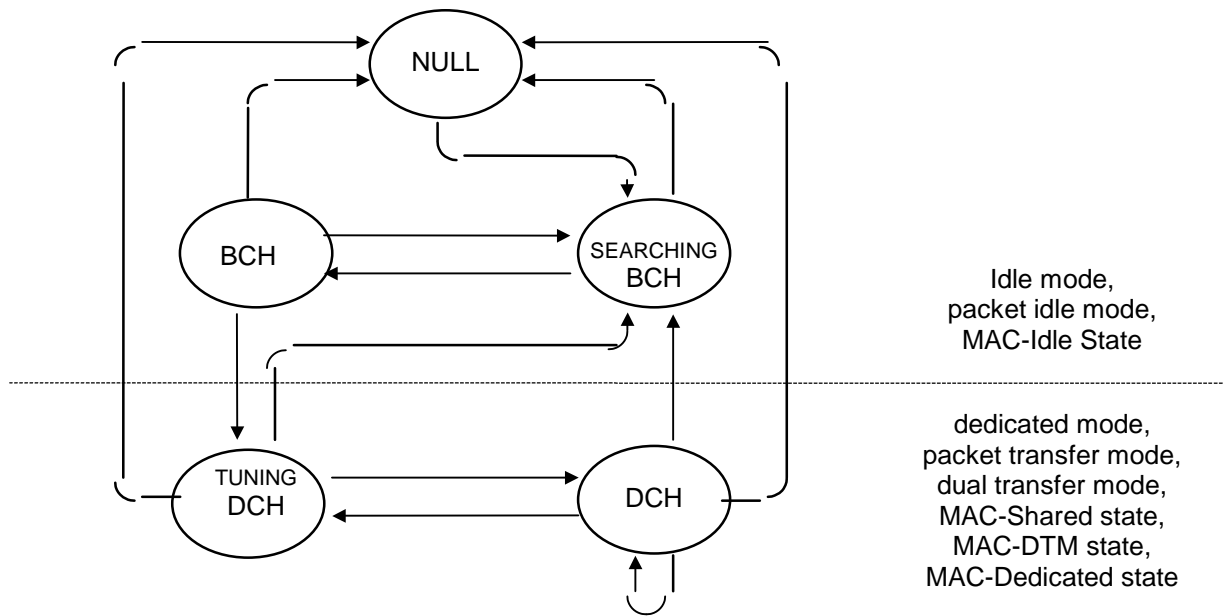 NULL
BCH
SEARCHING
BCH
Idle mode,
packet idle mode,
MAC-Idle State
TUNING
DCH
DCH
dedicated mode,
packet transfer mode,
dual transfer mode,
MAC-Shared state,
MAC-DTM state,
MAC-Dedicated state